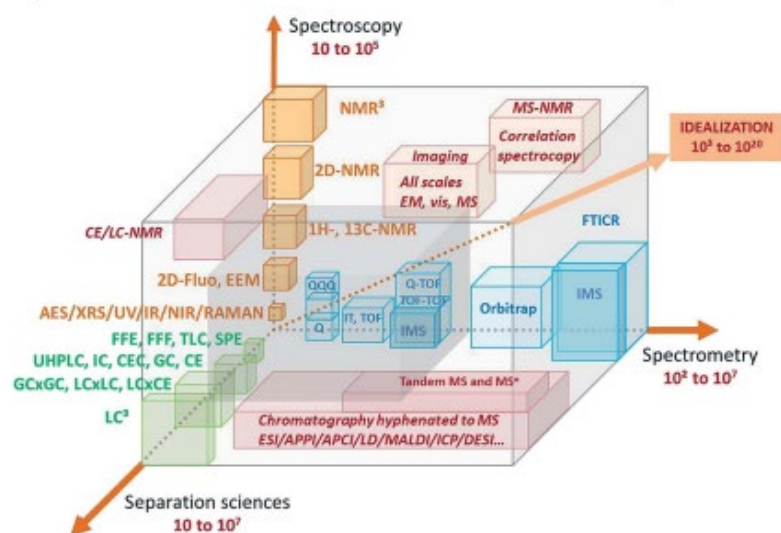 Spectroscopy
10 to 10⁵
NMR³
MS-NMR
Correlation
spectroscopy
IDEALIZATION
10³ to 10²⁰
Imaging
All scales
EM, vis, MS
2D-NMR
CE/LC-NMR
1H-, 13C-NMR
FTICR
2D-Fluo, EEM
QQQ
Q-TOF
TOF-TOF
Orbitrap
IMS
AES/XRS/UV/IR/NIR/RAMAN
Q
IT, TOF
IMS
FFE, FFF, TLC, SPE
UHPLC, IC, CEC, GC, CE
GCxGC, LCxLC, LCxCE
LC³
Spectrometry
10² to 10⁷
Tandem MS and MSⁿ
Chromatography hyphenated to MS
ESI/APPI/APCI/LD/MALDI/ICP/DESI...
Separation sciences
10 to 10⁷